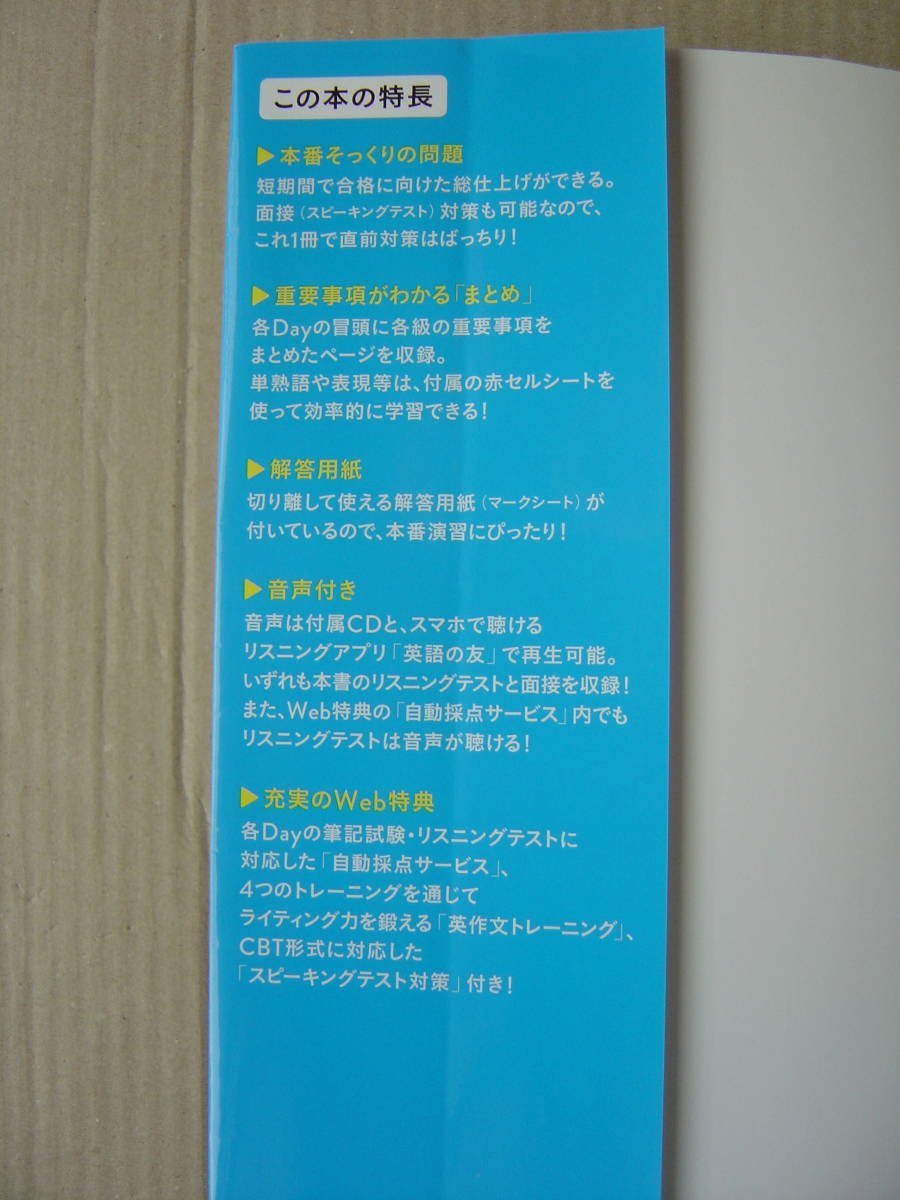 この本の特長
▶本番そっくりの問題
短期間で合格に向けた総仕上げができる。
面接（スピーキングテスト）対策も可能なので、
これ1冊で直前対策はばっちり！
▶重要事項がわかる「まとめ」
各Dayの冒頭に各級の重要事項を
まとめたページを収録。
単熟語や表現等は、付属の赤セルシートを
使って効率的に学習できる！
▶解答用紙
切り離して使える解答用紙（マークシート）が
付いているので、本番演習にぴったり！
▶音声付き
音声は付属CDと、スマホで聴ける
リスニングアプリ「英語の友」で再生可能。
いずれも本書のリスニングテストと面接を収録！
また、Web特典の「自動採点サービス」内でも
リスニングテストは音声が聴ける！
▶充実のWeb特典
各Dayの筆記試験・リスニングテストに
対応した「自動採点サービス」、
4つのトレーニングを通じて
ライティング力を鍛える「英作文トレーニング」、
CBT形式に対応した
「スピーキングテスト対策」付き！